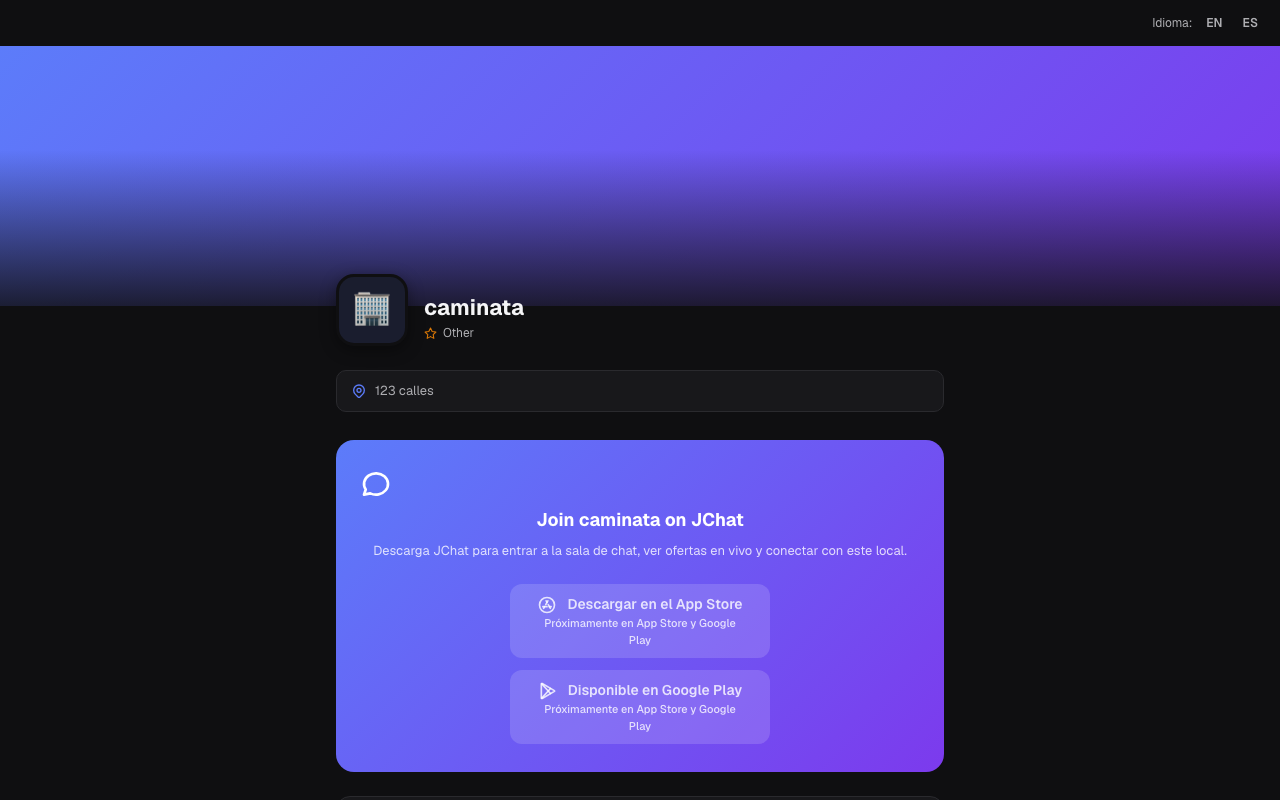 Idioma: EN ES
caminata
Other
123 calles
Join caminata on JChat
Descarga JChat para entrar a la sala de chat, ver ofertas en vivo y conectar con este local.
Descargar en el App Store
Próximamente en App Store y Google
Play
Disponible en Google Play
Próximamente en App Store y Google
Play